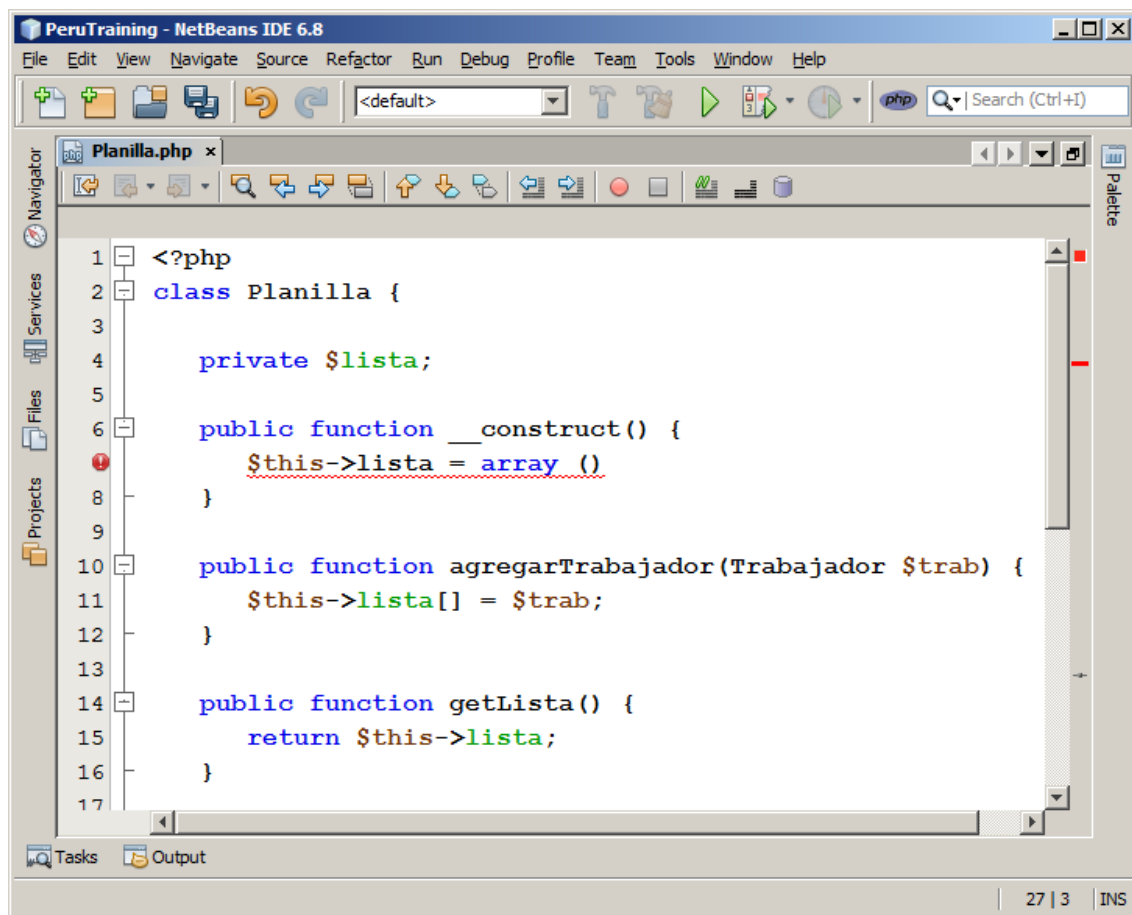 PeruTraining - NetBeans IDE 6.8
File Edit View Navigate Source Refactor Run Debug Profile Team Tools Window Help
<default>
php
Search (Ctrl+I)
Planilla.php x
Navigator
Services
Files
Projects
Palette
1 <?php
2 class Planilla {
3
4 private $lista;
5
6 public function __construct() {
$this->lista = array ()
8 }
9
10 public function agregarTrabajador(Trabajador $trab) {
11 $this->lista[] = $trab;
12 }
13
14 public function getLista() {
15 return $this->lista;
16 }
17
Tasks Output
27 | 3 INS